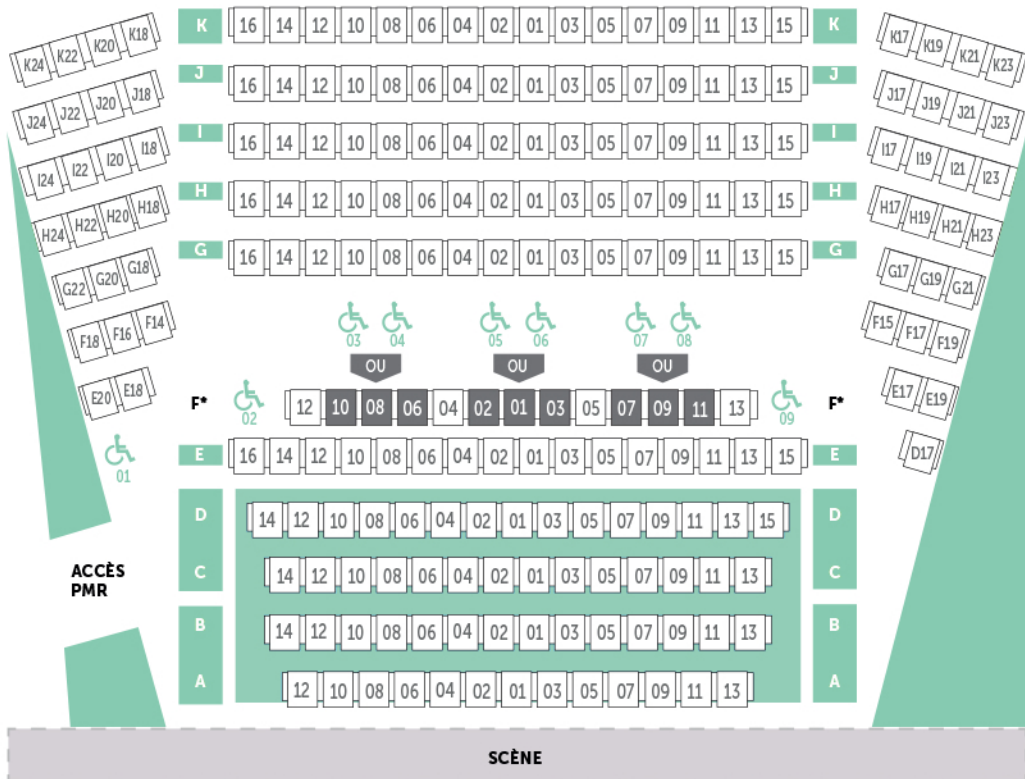 K24 K22 K20 K18 K 16 14 12 10 08 06 04 02 01 03 05 07 09 11 13 15 K K17 K19 K21 K23
J24 J22 J20 J18 J 16 14 12 10 08 06 04 02 01 03 05 07 09 11 13 15 J J17 J19 J21 J23
I24 I22 I20 I18 I 16 14 12 10 08 06 04 02 01 03 05 07 09 11 13 15 I I17 I19 I21 I23
H24 H22 H20 H18 H 16 14 12 10 08 06 04 02 01 03 05 07 09 11 13 15 H H17 H19 H21 H23
G22 G20 G18 G 16 14 12 10 08 06 04 02 01 03 05 07 09 11 13 15 G G17 G19 G21
F18 F16 F14 03 04 05 06 07 08 F15 F17 F19
OU OU OU
E20 E18 F* 02 12 10 08 06 04 02 01 03 05 07 09 11 13 09 F* E17 E19
01 E 16 14 12 10 08 06 04 02 01 03 05 07 09 11 13 15 E D17
D 14 12 10 08 06 04 02 01 03 05 07 09 11 13 15 D
ACCÈS
PMR
C 14 12 10 08 06 04 02 01 03 05 07 09 11 13 C
B 14 12 10 08 06 04 02 01 03 05 07 09 11 13 B
A 12 10 08 06 04 02 01 03 05 07 09 11 13 A
SCÈNE